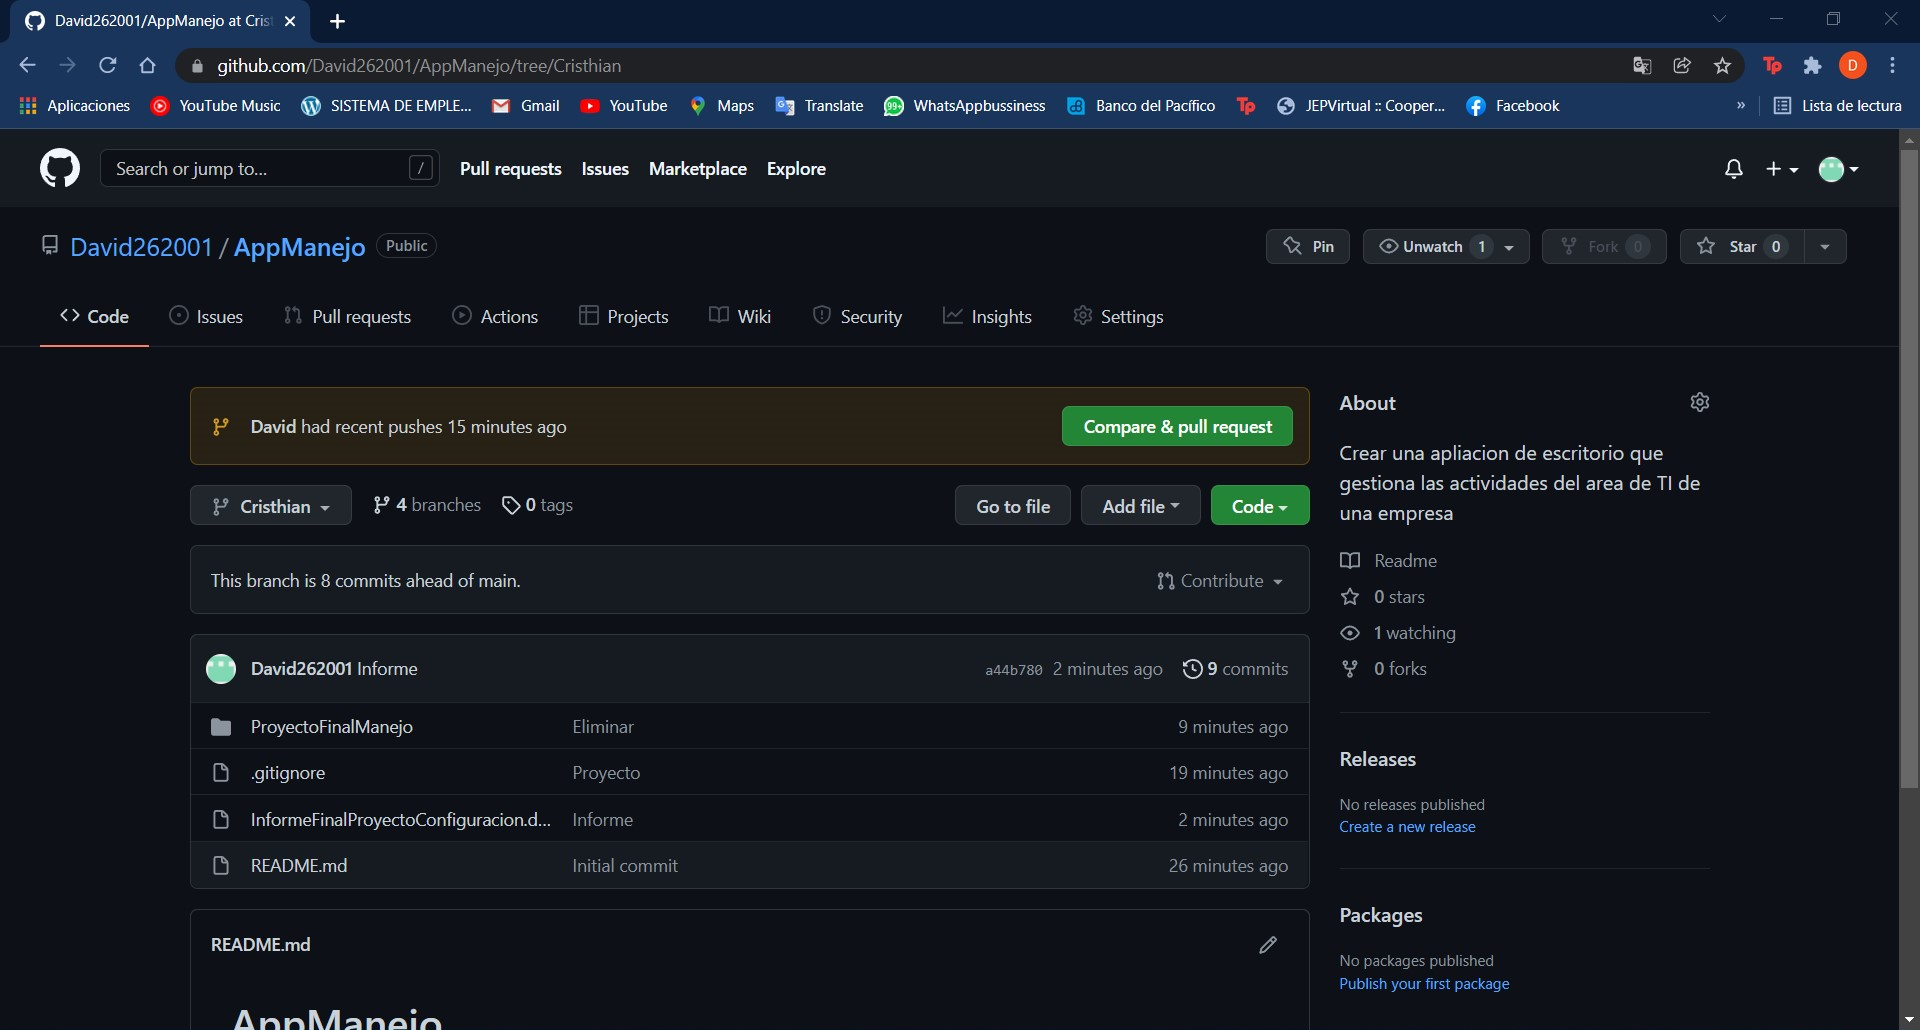 David262001/AppManejo at Cris
github.com/David262001/AppManejo/tree/Cristhian
Tp
D
Aplicaciones
YouTube Music
SISTEMA DE EMPLE...
Gmail
YouTube
Maps
Translate
99+
WhatsAppbussiness
Banco del Pacífico
Tp
JEPVirtual :: Cooper...
Facebook
»
Lista de lectura
Search or jump to...
/
Pull requests
Issues
Marketplace
Explore
David262001 / AppManejo
Public
Pin
Unwatch 1
Fork 0
Star 0
Code
Issues
Pull requests
Actions
Projects
Wiki
Security
Insights
Settings
David had recent pushes 15 minutes ago
Compare & pull request
Cristhian
4 branches
0 tags
Go to file
Add file
Code
This branch is 8 commits ahead of main.
Contribute
David262001 Informe
a44b780 2 minutes ago
9 commits
ProyectoFinalManejo Eliminar 9 minutes ago
.gitignore Proyecto 19 minutes ago
InformeFinalProyectoConfiguracion.d... Informe 2 minutes ago
README.md Initial commit 26 minutes ago
README.md
AppManejo
About
Crear una apliacion de escritorio que
gestiona las actividades del area de TI de
una empresa
Readme
0 stars
1 watching
0 forks
Releases
No releases published
Create a new release
Packages
No packages published
Publish your first package